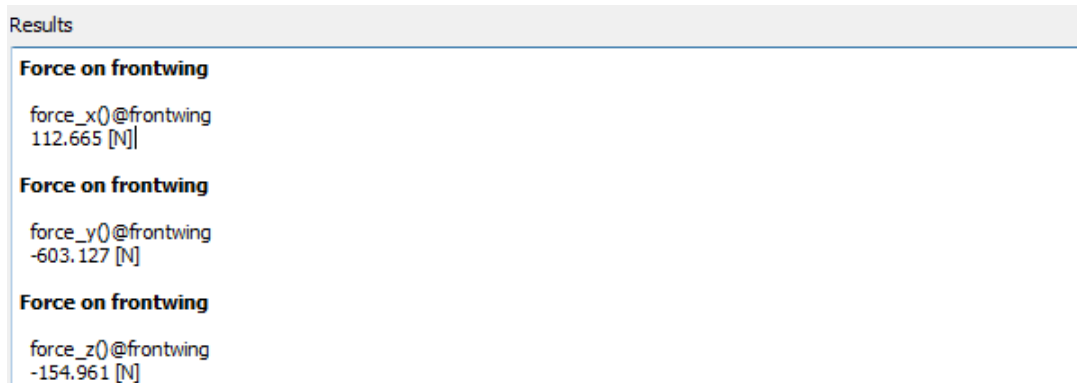 Results
Force on frontwing
force_x()@frontwing
112.665 [N]
Force on frontwing
force_y()@frontwing
-603.127 [N]
Force on frontwing
force_z()@frontwing
-154.961 [N]